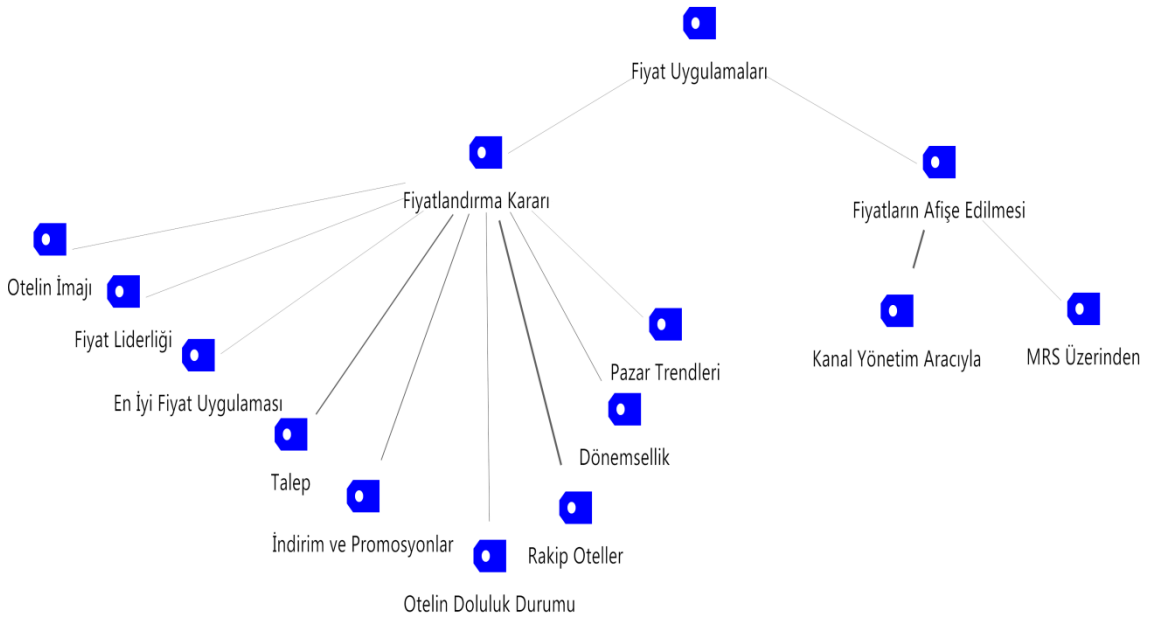 Fiyat Uygulamaları
Fiyatlandırma Kararı
Fiyatların Afişe Edilmesi
Otelin İmajı
Fiyat Liderliği
En İyi Fiyat Uygulaması
Talep
İndirim ve Promosyonlar
Otelin Doluluk Durumu
Rakip Oteller
Dönemsellik
Pazar Trendleri
Kanal Yönetim Aracıyla
MRS Üzerinden